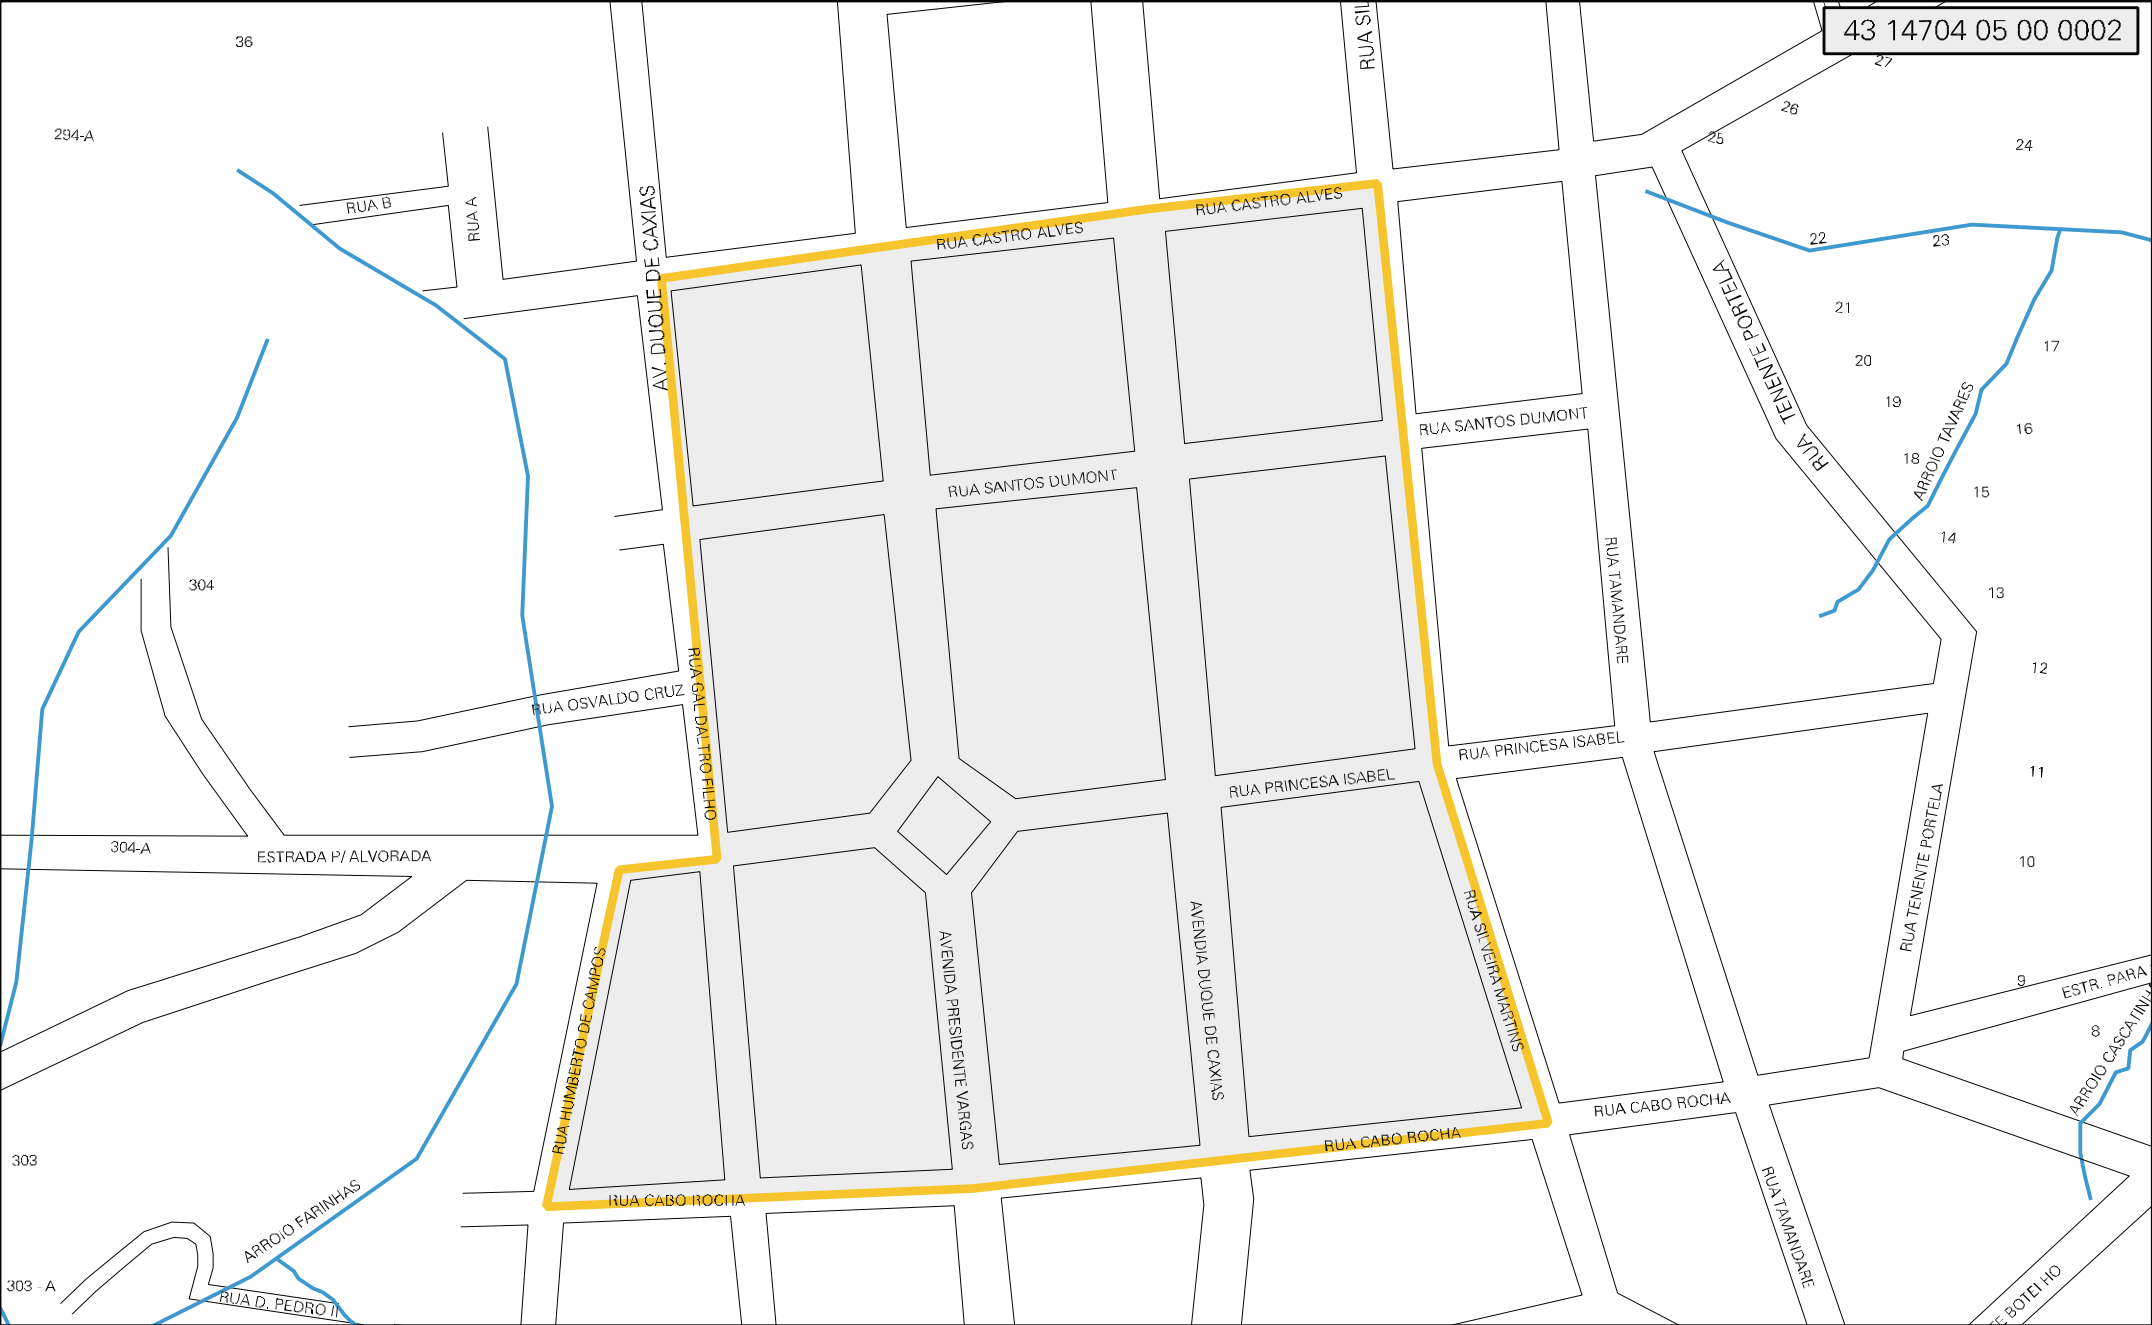 43 14704 05 00 0002
36
27
26
25
24
294-A
RUA B
RUA A
AV. DUQUE DE CAXIAS
RUA CASTRO ALVES
RUA CASTRO ALVES
22
23
21
17
20
19
16
18
15
14
13
12
11
10
9
8
RUA TENENTE PORTELA
ARROIO TAVARES
RUA SANTOS DUMONT
RUA SANTOS DUMONT
RUA TAMANDARE
304
RUA OSVALDO CRUZ
RUA GAL DALTRO FILHO
RUA PRINCESA ISABEL
RUA PRINCESA ISABEL
304-A
ESTRADA P/ ALVORADA
RUA TENENTE PORTELA
RUA HUMBERTO DE CAMPOS
AVENIDA PRESIDENTE VARGAS
AVENDIA DUQUE DE CAXIAS
RUA SILVEIRA MARTINS
ESTR. PARA
RUA CABO ROCHA
RUA CABO ROCHA
RUA CABO ROCHA
303
ARROIO FARINHAS
RUA TAMANDARE
303 - A
RUA D. PEDRO II